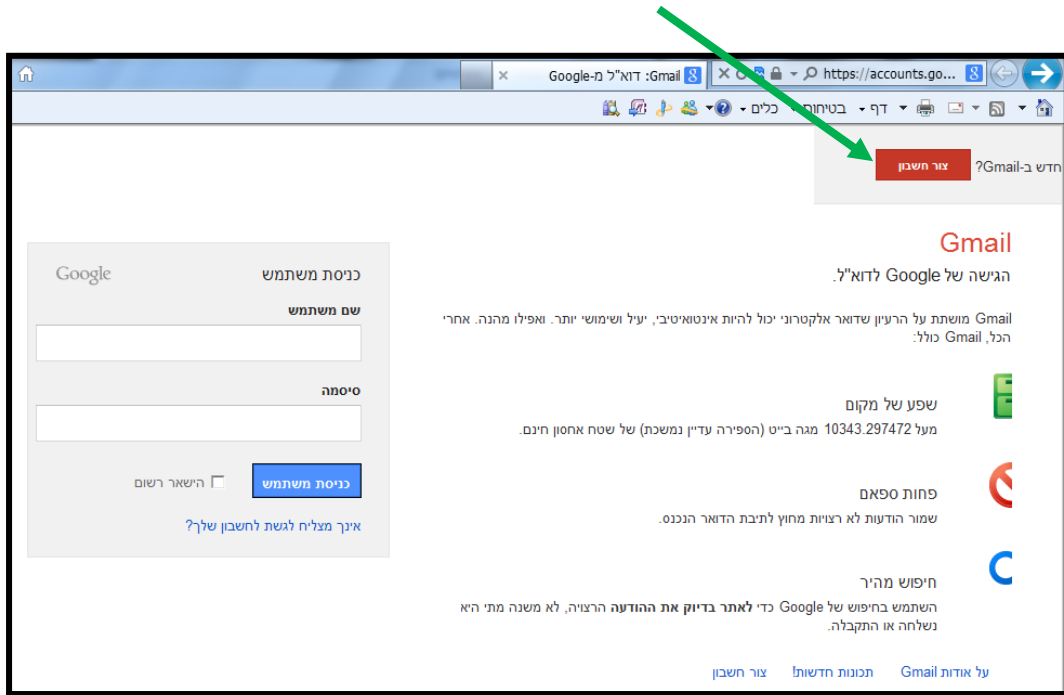 https://accounts.go...
Gmail: דוא"ל מ-Google
דף
בטיחות
כלים
חדש ב-Gmail?
צור חשבון
Gmail
הגישה של Google לדוא"ל.
Gmail מושתת על הרעיון שדואר אלקטרוני יכול להיות אינטואיטיבי, יעיל ושימושי יותר. ואפילו מהנה. אחרי
הכל, Gmail כולל:
שפע של מקום
מעל 10343.297472 מגה בייט (הספירה עדיין נמשכת) של שטח אחסון חינם.
פחות ספאם
שמור הודעות לא רצויות מחוץ לתיבת הדואר הנכנס.
חיפוש מהיר
השתמש בחיפוש של Google כדי לאתר בדיוק את ההודעה הרצויה, לא משנה מתי היא
נשלחה או התקבלה.
על אודות Gmail
תכונות חדשות!
צור חשבון
כניסת משתמש
Google
שם משתמש
סיסמה
כניסת משתמש
הישאר רשום
אינך מצליח לגשת לחשבון שלך?